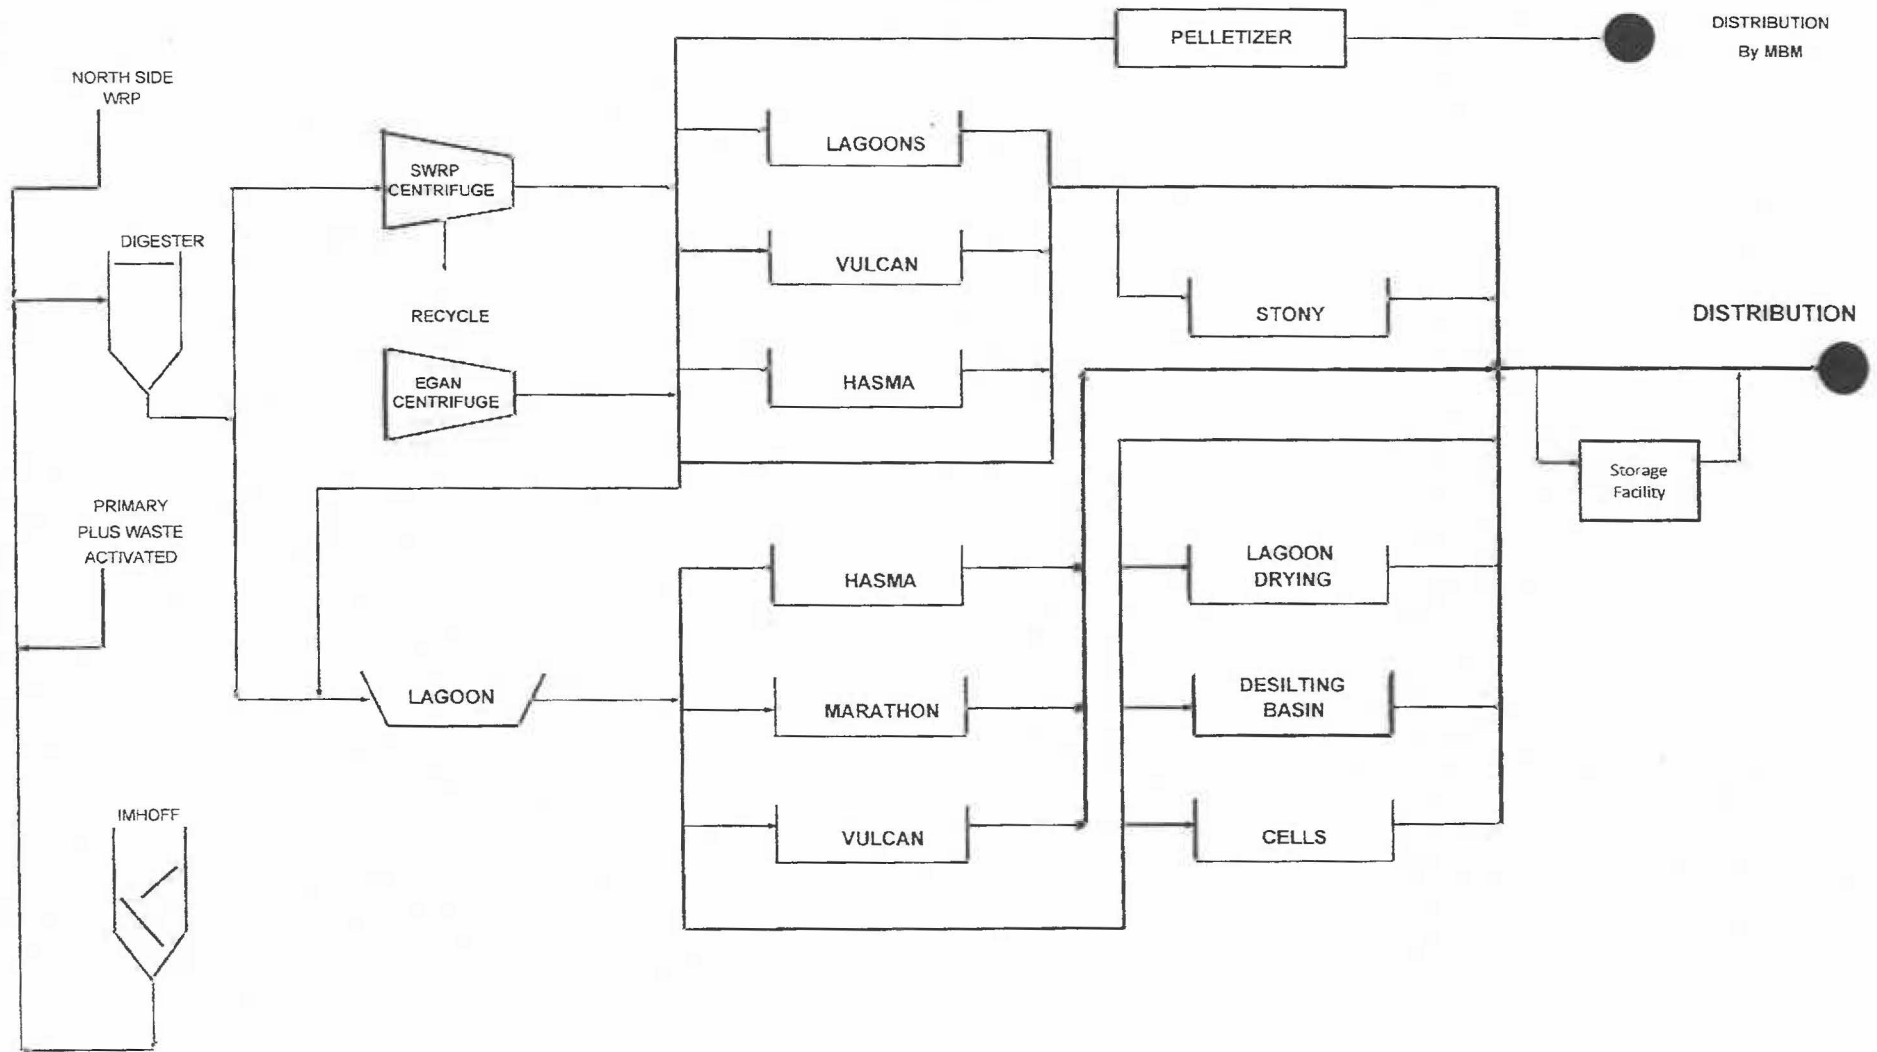 PELLETIZER
DISTRIBUTION
By MBM
NORTH SIDE
WRP
LAGOONS
SWRP
CENTRIFUGE
DIGESTER
VULCAN
RECYCLE
STONY
DISTRIBUTION
EGAN
CENTRIFUGE
HASMA
Storage
Facility
PRIMARY
PLUS WASTE
ACTIVATED
HASMA
LAGOON
DRYING
LAGOON
MARATHON
DESILTING
BASIN
IMHOFF
VULCAN
CELLS